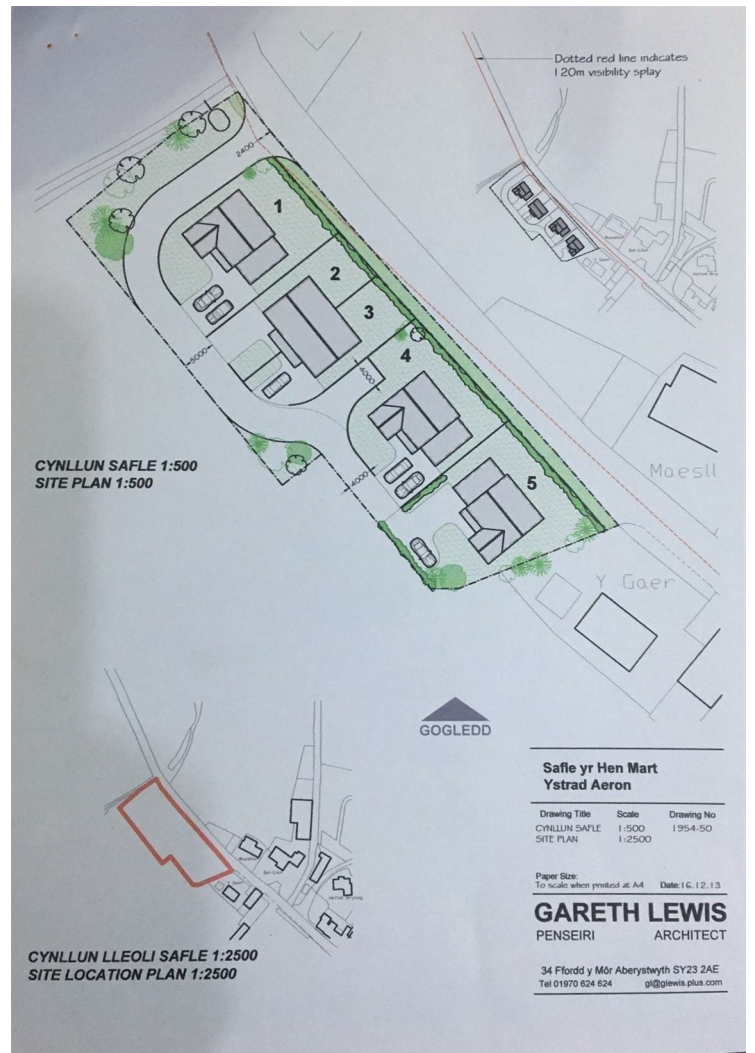 Dotted red line indicates
120m visibility splay
2400
1
2
3
4
5
5000
4000
4000
CYNLLUN SAFLE 1:500
SITE PLAN 1:500
Y Gaer
GOGLEDD
Safle yr Hen Mart
Ystrad Aeron
Drawing Title Scale Drawing No
CYNLLUN SAFLE 1:500 1954-50
SITE PLAN 1:2500
Paper Size:
To scale when printed at A4 Date:16.12.13
GARETH LEWIS
PENSEIRI ARCHITECT
34 Ffordd y Môr Aberystwyth SY23 2AE
Tel 01970 624 624 gl@glewis.plus.com
CYNLLUN LLEOLI SAFLE 1:2500
SITE LOCATION PLAN 1:2500